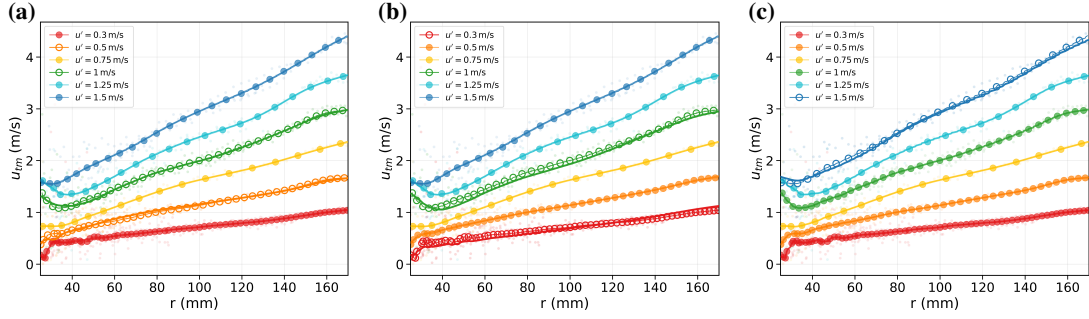 (a)
u' = 0.3 m/s
u' = 0.5 m/s
u' = 0.75 m/s
u' = 1 m/s
u' = 1.25 m/s
u' = 1.5 m/s
4
3
2
1
0
u_tm (m/s)
40 60 80 100 120 140 160
r (mm)
(b)
u' = 0.3 m/s
u' = 0.5 m/s
u' = 0.75 m/s
u' = 1 m/s
u' = 1.25 m/s
u' = 1.5 m/s
4
3
2
1
0
u_tm (m/s)
40 60 80 100 120 140 160
r (mm)
(c)
u' = 0.3 m/s
u' = 0.5 m/s
u' = 0.75 m/s
u' = 1 m/s
u' = 1.25 m/s
u' = 1.5 m/s
4
3
2
1
0
u_tm (m/s)
40 60 80 100 120 140 160
r (mm)